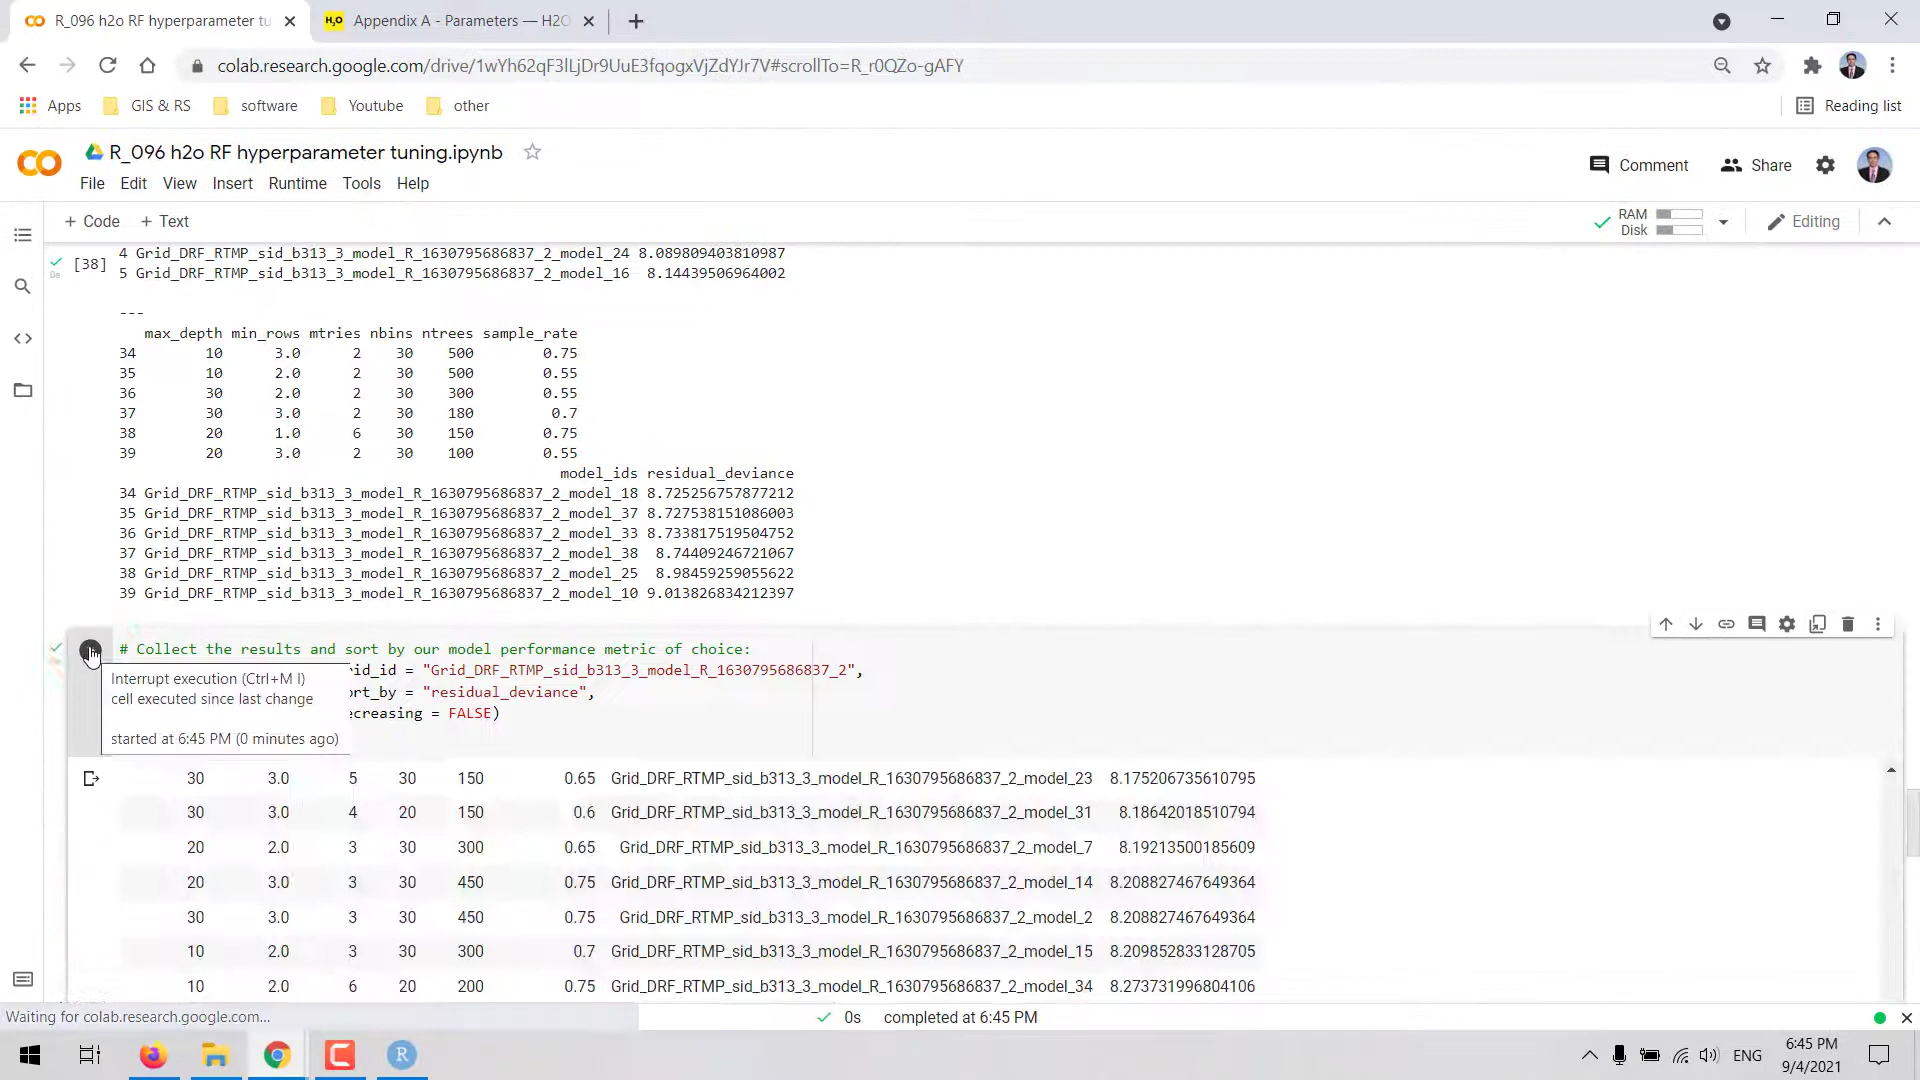 R_096 h2o RF hyperparameter tu
Appendix A - Parameters — H2O
colab.research.google.com/drive/1wYh62qF3lLjDr9UuE3fqogxVjZdYJr7V#scrollTo=R_r0QZo-gAFY
Apps GIS & RS software Youtube other Reading list
R_096 h2o RF hyperparameter tuning.ipynb
Comment Share
File Edit View Insert Runtime Tools Help
+ Code + Text
RAM
Disk
Editing
4 Grid_DRF_RTMP_sid_b313_3_model_R_1630795686837_2_model_24 8.089809403810987
[38]
0s
5 Grid_DRF_RTMP_sid_b313_3_model_R_1630795686837_2_model_16 8.14439506964002
---
max_depth min_rows mtries nbins ntrees sample_rate
34 10 3.0 2 30 500 0.75
35 10 2.0 2 30 500 0.55
36 30 2.0 2 30 300 0.55
37 30 3.0 2 30 180 0.7
38 20 1.0 6 30 150 0.75
39 20 3.0 2 30 100 0.55
model_ids residual_deviance
34 Grid_DRF_RTMP_sid_b313_3_model_R_1630795686837_2_model_18 8.725256757877212
35 Grid_DRF_RTMP_sid_b313_3_model_R_1630795686837_2_model_37 8.727538151086003
36 Grid_DRF_RTMP_sid_b313_3_model_R_1630795686837_2_model_33 8.733817519504752
37 Grid_DRF_RTMP_sid_b313_3_model_R_1630795686837_2_model_38 8.74409246721067
38 Grid_DRF_RTMP_sid_b313_3_model_R_1630795686837_2_model_25 8.98459259055622
39 Grid_DRF_RTMP_sid_b313_3_model_R_1630795686837_2_model_10 9.013826834212397
# Collect the results and sort by our model performance metric of choice:
rid_id = "Grid_DRF_RTMP_sid_b313_3_model_R_1630795686837_2",
ort_by = "residual_deviance",
ecreasing = FALSE)
Interrupt execution (Ctrl+M I)
cell executed since last change
started at 6:45 PM (0 minutes ago)
30 3.0 5 30 150 0.65 Grid_DRF_RTMP_sid_b313_3_model_R_1630795686837_2_model_23 8.175206735610795
30 3.0 4 20 150 0.6 Grid_DRF_RTMP_sid_b313_3_model_R_1630795686837_2_model_31 8.18642018510794
20 2.0 3 30 300 0.65 Grid_DRF_RTMP_sid_b313_3_model_R_1630795686837_2_model_7 8.19213500185609
20 3.0 3 30 450 0.75 Grid_DRF_RTMP_sid_b313_3_model_R_1630795686837_2_model_14 8.208827467649364
30 3.0 3 30 450 0.75 Grid_DRF_RTMP_sid_b313_3_model_R_1630795686837_2_model_2 8.208827467649364
10 2.0 3 30 300 0.7 Grid_DRF_RTMP_sid_b313_3_model_R_1630795686837_2_model_15 8.209852833128705
10 2.0 6 20 200 0.75 Grid_DRF_RTMP_sid_b313_3_model_R_1630795686837_2_model_34 8.273731996804106
Waiting for colab.research.google.com...
0s completed at 6:45 PM
ENG
6:45 PM
9/4/2021